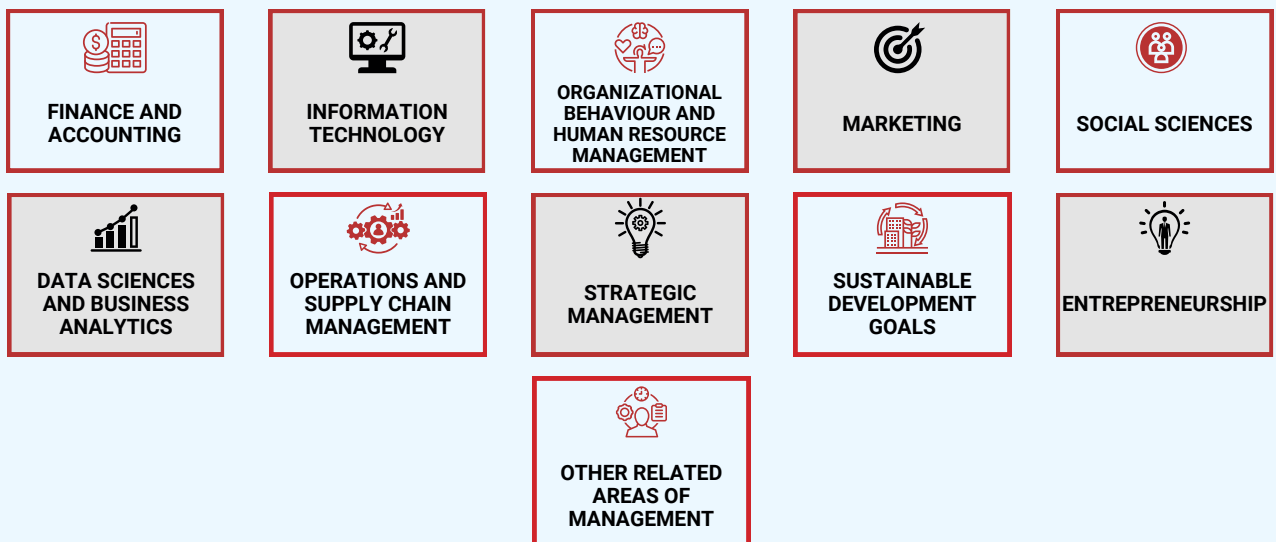 FINANCE AND
ACCOUNTING
INFORMATION
TECHNOLOGY
ORGANIZATIONAL
BEHAVIOUR AND
HUMAN RESOURCE
MANAGEMENT
MARKETING
SOCIAL SCIENCES
DATA SCIENCES
AND BUSINESS
ANALYTICS
OPERATIONS AND
SUPPLY CHAIN
MANAGEMENT
STRATEGIC
MANAGEMENT
SUSTAINABLE
DEVELOPMENT
GOALS
ENTREPRENEURSHIP
OTHER RELATED
AREAS OF
MANAGEMENT